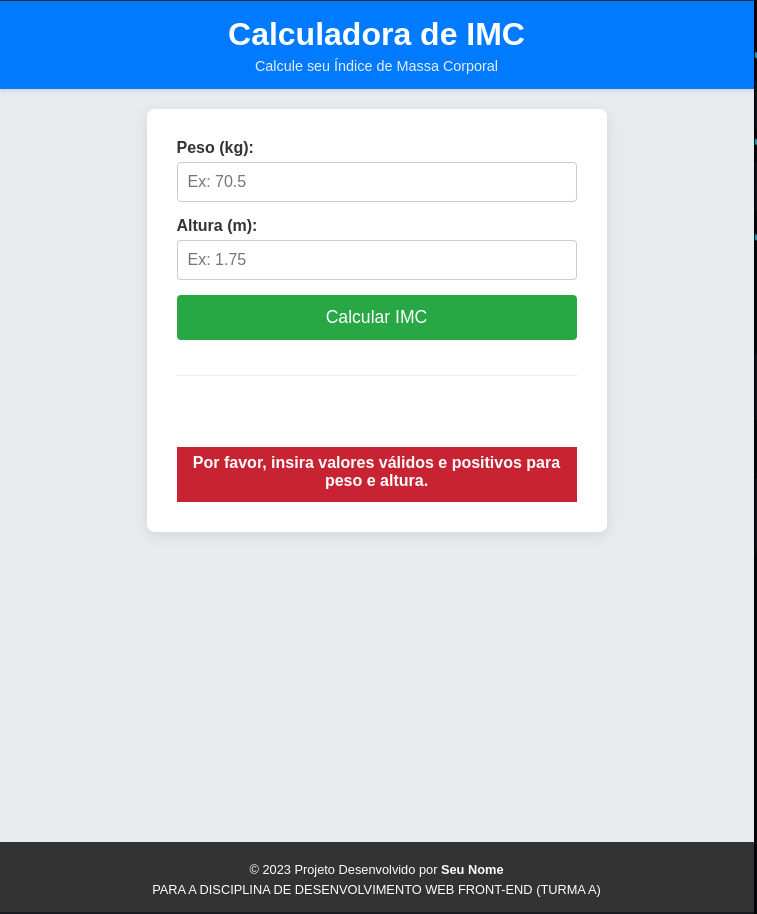 Calculadora de IMC
Calcule seu Índice de Massa Corporal
Peso (kg):
Ex: 70.5
Altura (m):
Ex: 1.75
Calcular IMC
Por favor, insira valores válidos e positivos para
peso e altura.
© 2023 Projeto Desenvolvido por Seu Nome
PARA A DISCIPLINA DE DESENVOLVIMENTO WEB FRONT-END (TURMA A)